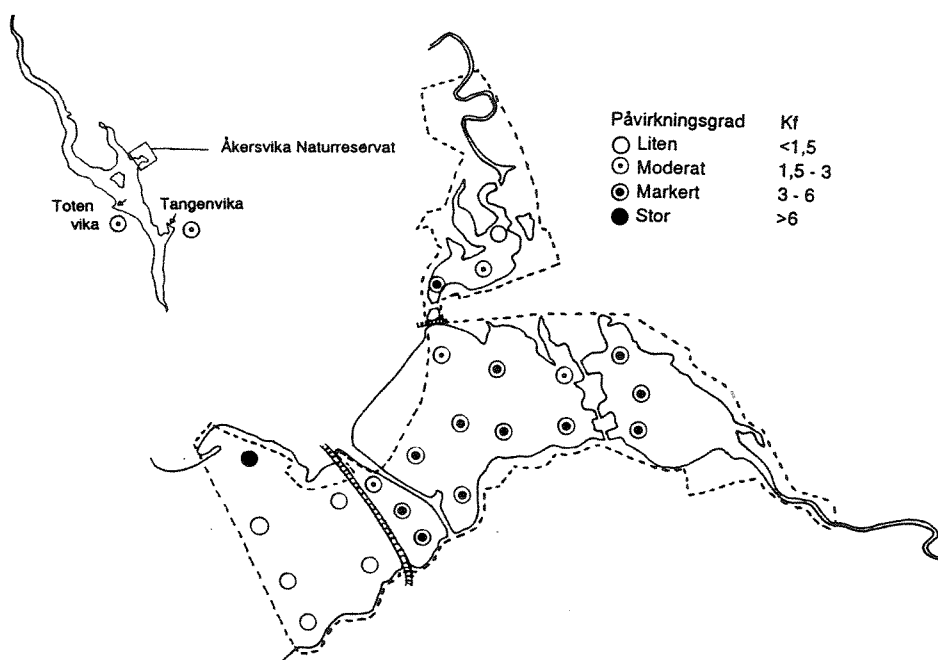 Åkersvika Naturreservat
Toten
vika
Tangenvika
Påvirkningsgrad Kf
Liten <1,5
Moderat 1,5 - 3
Markert 3 - 6
Stor >6